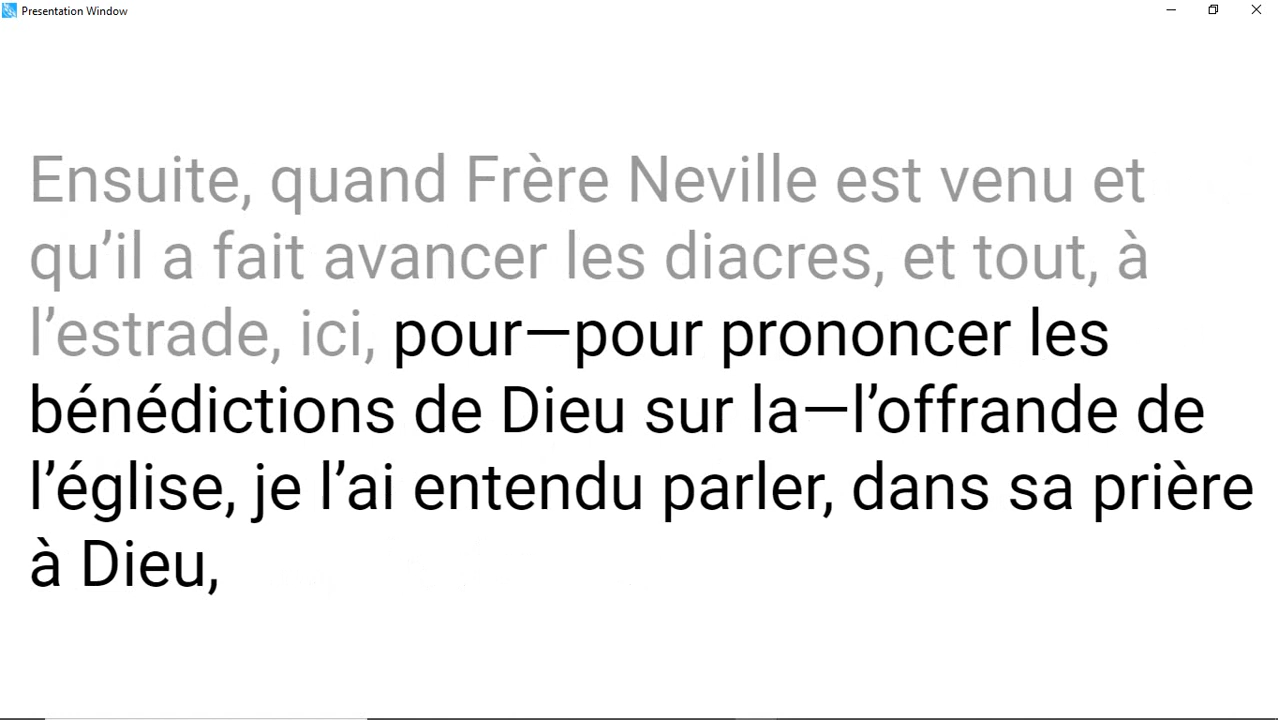 Presentation Window
Ensuite, quand Frère Neville est venu et
qu’il a fait avancer les diacres, et tout, à
l’estrade, ici, pour—pour prononcer les
bénédictions de Dieu sur la—l’offrande de
l’église, je l’ai entendu parler, dans sa prière
à Dieu,